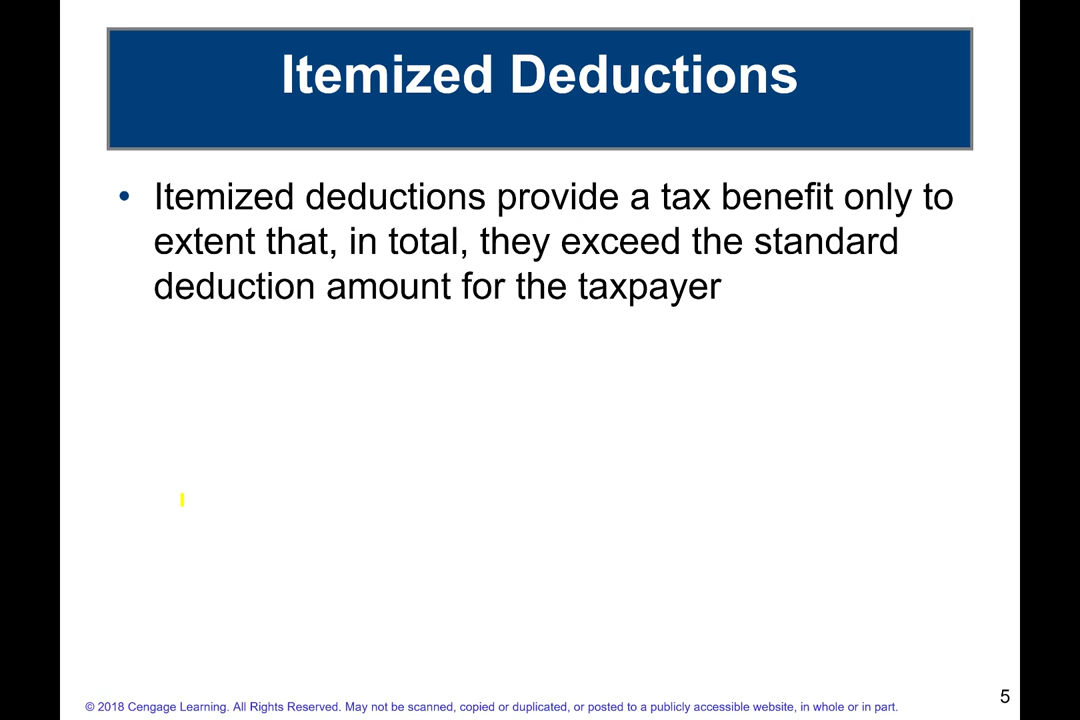 Itemized Deductions
• Itemized deductions provide a tax benefit only to
extent that, in total, they exceed the standard
deduction amount for the taxpayer
5
© 2018 Cengage Learning. All Rights Reserved. May not be scanned, copied or duplicated, or posted to a publicly accessible website, in whole or in part.